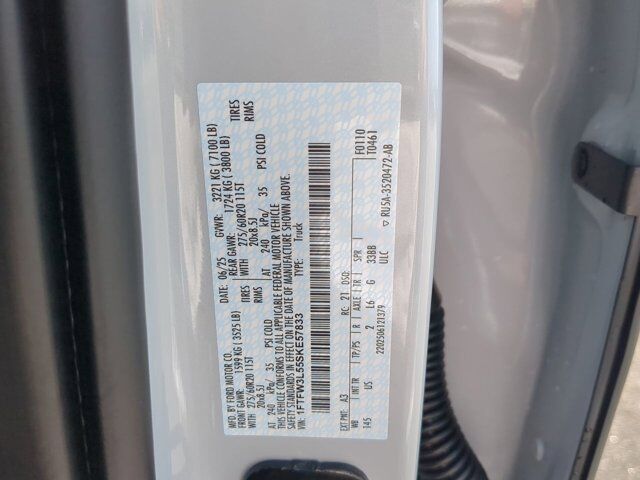 MFD. BY FORD MOTOR CO.
DATE: 06/25 GVWR: 3221 KG ( 7100 LB)
FRONT GAWR: 1599 KG ( 3525 LB) REAR GAWR: 1724 KG ( 3800 LB)
WITH 275/60R20 115T TIRES WITH 275/60R20 115T TIRES
20x8.5J RIMS 20x8.5J RIMS
AT 240 kPa/ 35 PSI COLD AT 240 kPa/ 35 PSI COLD
THIS VEHICLE CONFORMS TO ALL APPLICABLE FEDERAL MOTOR VEHICLE
SAFETY STANDARDS IN EFFECT ON THE DATE OF MANUFACTURE SHOWN ABOVE.
VIN: 1FTFW3L55SKE57833 TYPE: Truck
F0110
T0461
EXT PNT: A3 RC: 21 DSO:
WB INT TR TP/PS R AXLE TR SPR
145 US 2 L6 G 33BB
ULC
2202506121379 ▽ RU5A-3520472-AB